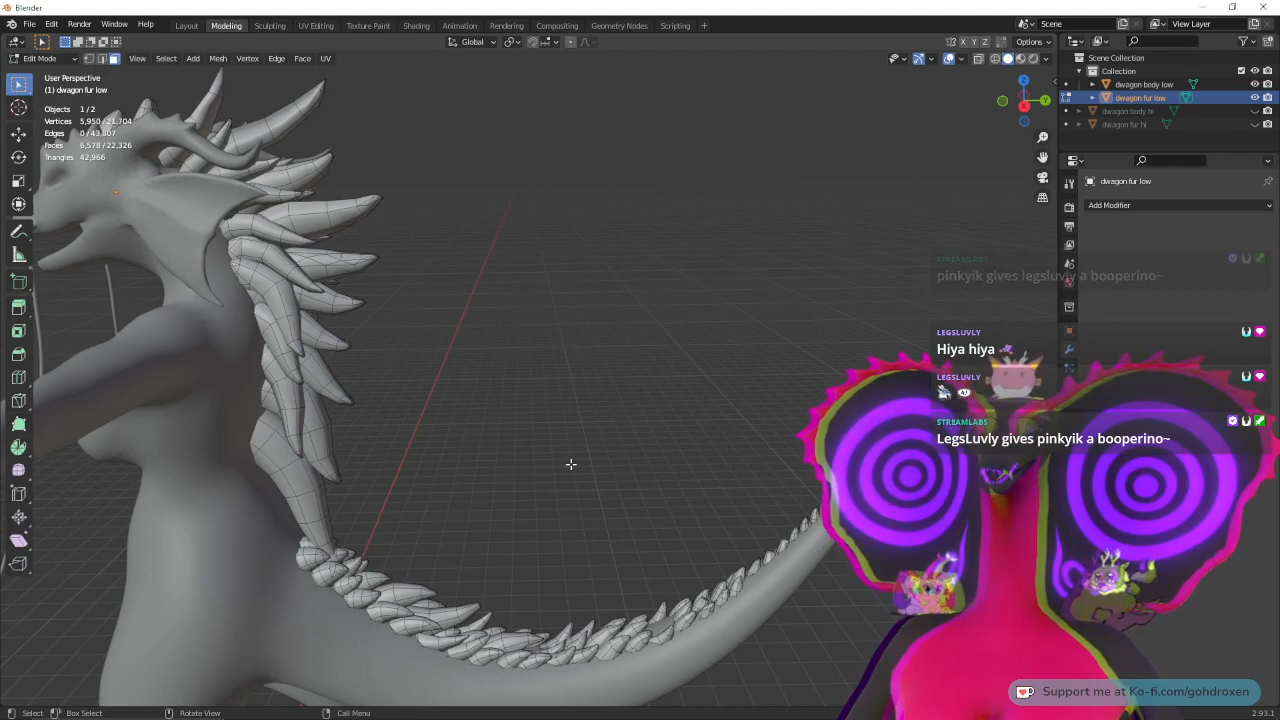 Blender
File
Edit
Render
Window
Help
Layout
Modeling
Sculpting
UV Editing
Texture Paint
Shading
Animation
Rendering
Compositing
Geometry Nodes
Scripting
Scene
View Layer
Global
X
Y
Z
Options
Edit Mode
View
Select
Add
Mesh
Vertex
Edge
Face
UV
User Perspective
(1) dwagon fur low
Objects 1 / 2
Vertices 5,950 / 21,704
Edges 0 / 43,807
Faces 6,578 / 22,326
Triangles 42,966
Z
Y
X
Scene Collection
Collection
dwagon body low
dwagon fur low
dwagon body hi
dwagon fur hi
dwagon fur low
Add Modifier
STREAMLABS
pinkyik gives legsluvly a booperino~
LEGSLUVLY
Hiya hiya
LEGSLUVLY
STREAMLABS
LegsLuvly gives pinkyik a booperino~
Support me at Ko-fi.com/gohdroxen
Select
Box Select
Rotate View
Call Menu
2.93.1